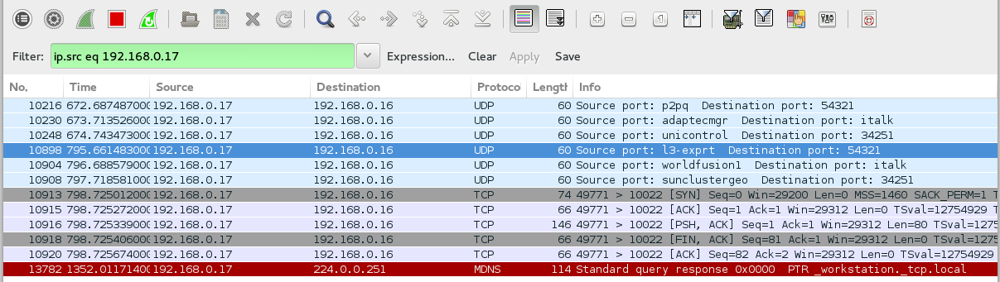 Filter: ip.src eq 192.168.0.17 Expression... Clear Apply Save
No. Time Source Destination Protoco Length Info
10216 672.687487000 192.168.0.17 192.168.0.16 UDP 60 Source port: p2pq Destination port: 54321
10230 673.713526000 192.168.0.17 192.168.0.16 UDP 60 Source port: adaptecmgr Destination port: italk
10248 674.743473000 192.168.0.17 192.168.0.16 UDP 60 Source port: unicontrol Destination port: 34251
10898 795.661483000 192.168.0.17 192.168.0.16 UDP 60 Source port: l3-exprt Destination port: 54321
10904 796.688579000 192.168.0.17 192.168.0.16 UDP 60 Source port: worldfusion1 Destination port: italk
10908 797.718581000 192.168.0.17 192.168.0.16 UDP 60 Source port: sunclustergeo Destination port: 34251
10913 798.725012000 192.168.0.17 192.168.0.16 TCP 74 49771 > 10022 [SYN] Seq=0 Win=29200 Len=0 MSS=1460 SACK_PERM=1 T
10915 798.725272000 192.168.0.17 192.168.0.16 TCP 66 49771 > 10022 [ACK] Seq=1 Ack=1 Win=29312 Len=0 TSval=12754929 T
10916 798.725339000 192.168.0.17 192.168.0.16 TCP 146 49771 > 10022 [PSH, ACK] Seq=1 Ack=1 Win=29312 Len=80 TSval=1275
10918 798.725406000 192.168.0.17 192.168.0.16 TCP 66 49771 > 10022 [FIN, ACK] Seq=81 Ack=1 Win=29312 Len=0 TSval=1275
10920 798.725674000 192.168.0.17 192.168.0.16 TCP 66 49771 > 10022 [ACK] Seq=82 Ack=2 Win=29312 Len=0 TSval=12754929
13782 1352.0117140 192.168.0.17 224.0.0.251 MDNS 114 Standard query response 0x0000 PTR _workstation._tcp.local